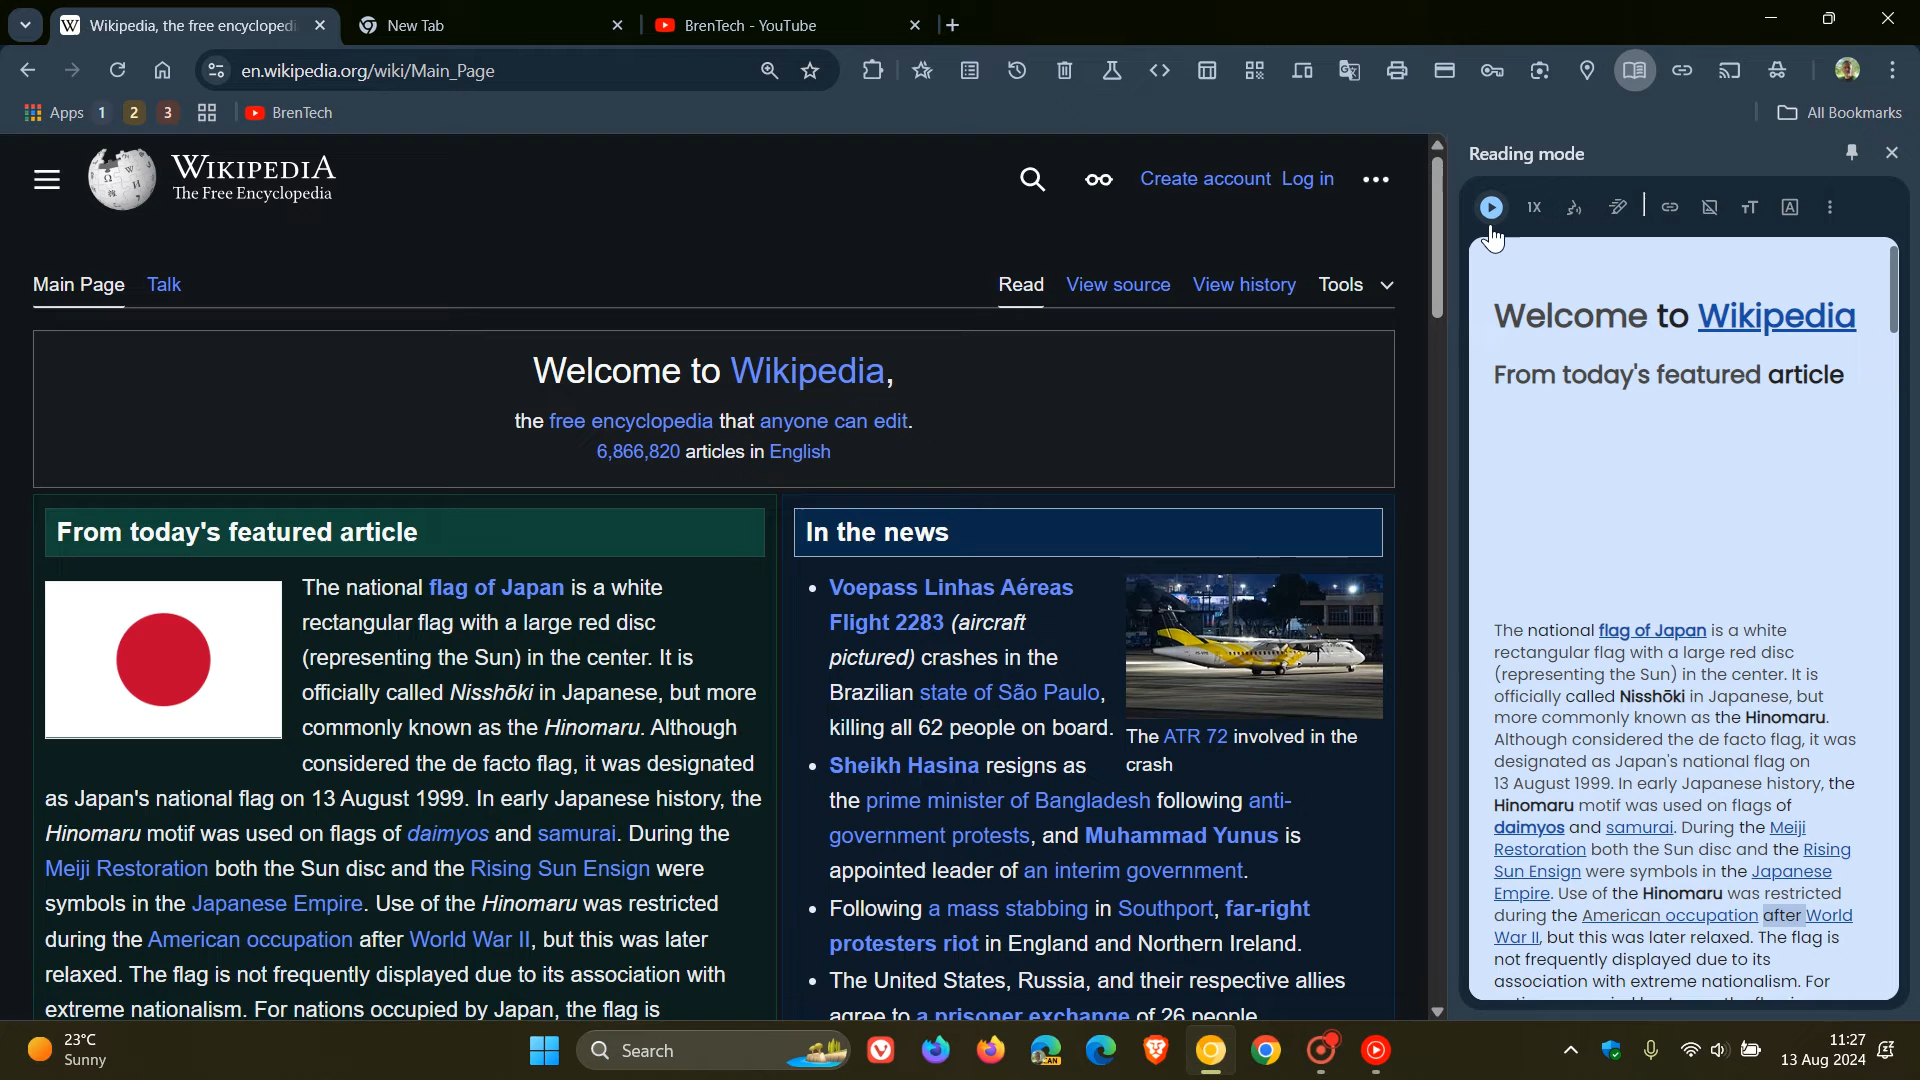 Wikipedia, the free encyclopedi
New Tab
BrenTech - YouTube
en.wikipedia.org/wiki/Main_Page
Apps
1
2
3
BrenTech
All Bookmarks
WIKIPEDIA
The Free Encyclopedia
Create account Log in
Main Page Talk
Read View source View history Tools
Welcome to Wikipedia,
the free encyclopedia that anyone can edit.
6,866,820 articles in English
From today's featured article
The national flag of Japan is a white
rectangular flag with a large red disc
(representing the Sun) in the center. It is
officially called Nisshōki in Japanese, but more
commonly known as the Hinomaru. Although
considered the de facto flag, it was designated
as Japan's national flag on 13 August 1999. In early Japanese history, the
Hinomaru motif was used on flags of daimyos and samurai. During the
Meiji Restoration both the Sun disc and the Rising Sun Ensign were
symbols in the Japanese Empire. Use of the Hinomaru was restricted
during the American occupation after World War II, but this was later
relaxed. The flag is not frequently displayed due to its association with
extreme nationalism. For nations occupied by Japan, the flag is
In the news
• Voepass Linhas Aéreas
Flight 2283 (aircraft
pictured) crashes in the
Brazilian state of São Paulo,
killing all 62 people on board.
The ATR 72 involved in the
crash
• Sheikh Hasina resigns as
the prime minister of Bangladesh following anti-
government protests, and Muhammad Yunus is
appointed leader of an interim government.
• Following a mass stabbing in Southport, far-right
protesters riot in England and Northern Ireland.
• The United States, Russia, and their respective allies
agree to a prisoner exchange of 26 people.
Reading mode
1X
Welcome to Wikipedia
From today's featured article
The national flag of Japan is a white
rectangular flag with a large red disc
(representing the Sun) in the center. It is
officially called Nisshōki in Japanese, but
more commonly known as the Hinomaru.
Although considered the de facto flag, it was
designated as Japan's national flag on
13 August 1999. In early Japanese history, the
Hinomaru motif was used on flags of
daimyos and samurai. During the Meiji
Restoration both the Sun disc and the Rising
Sun Ensign were symbols in the Japanese
Empire. Use of the Hinomaru was restricted
during the American occupation after World
War II, but this was later relaxed. The flag is
not frequently displayed due to its
association with extreme nationalism. For
23°C
Sunny
Search
CAN
11:27
13 Aug 2024